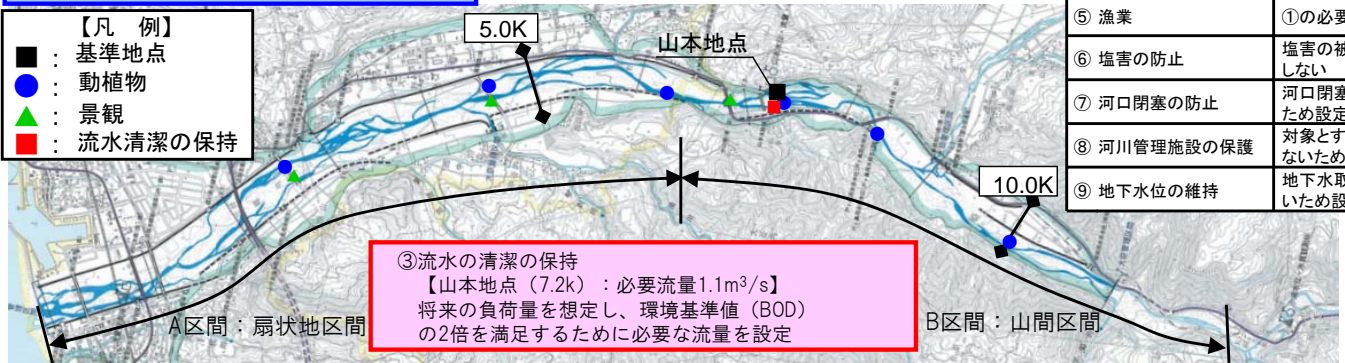 【凡　例】
■ : 基準地点
● : 動植物
▲ : 景観
■ : 流水清潔の保持
5.0K
山本地点
10.0K
A区間：扇状地区間
B区間：山間区間
③流水の清潔の保持
【山本地点（7.2k）：必要流量1.1m³/s】
将来の負荷量を想定し、環境基準値（BOD）
の2倍を満足するために必要な流量を設定
⑤ 漁業
①の必要
⑥ 塩害の防止
塩害の被
しない
⑦ 河口閉塞の防止
河口閉塞
ため設定
⑧ 河川管理施設の保護
対象とす
ないため
⑨ 地下水位の維持
地下水取
いため設